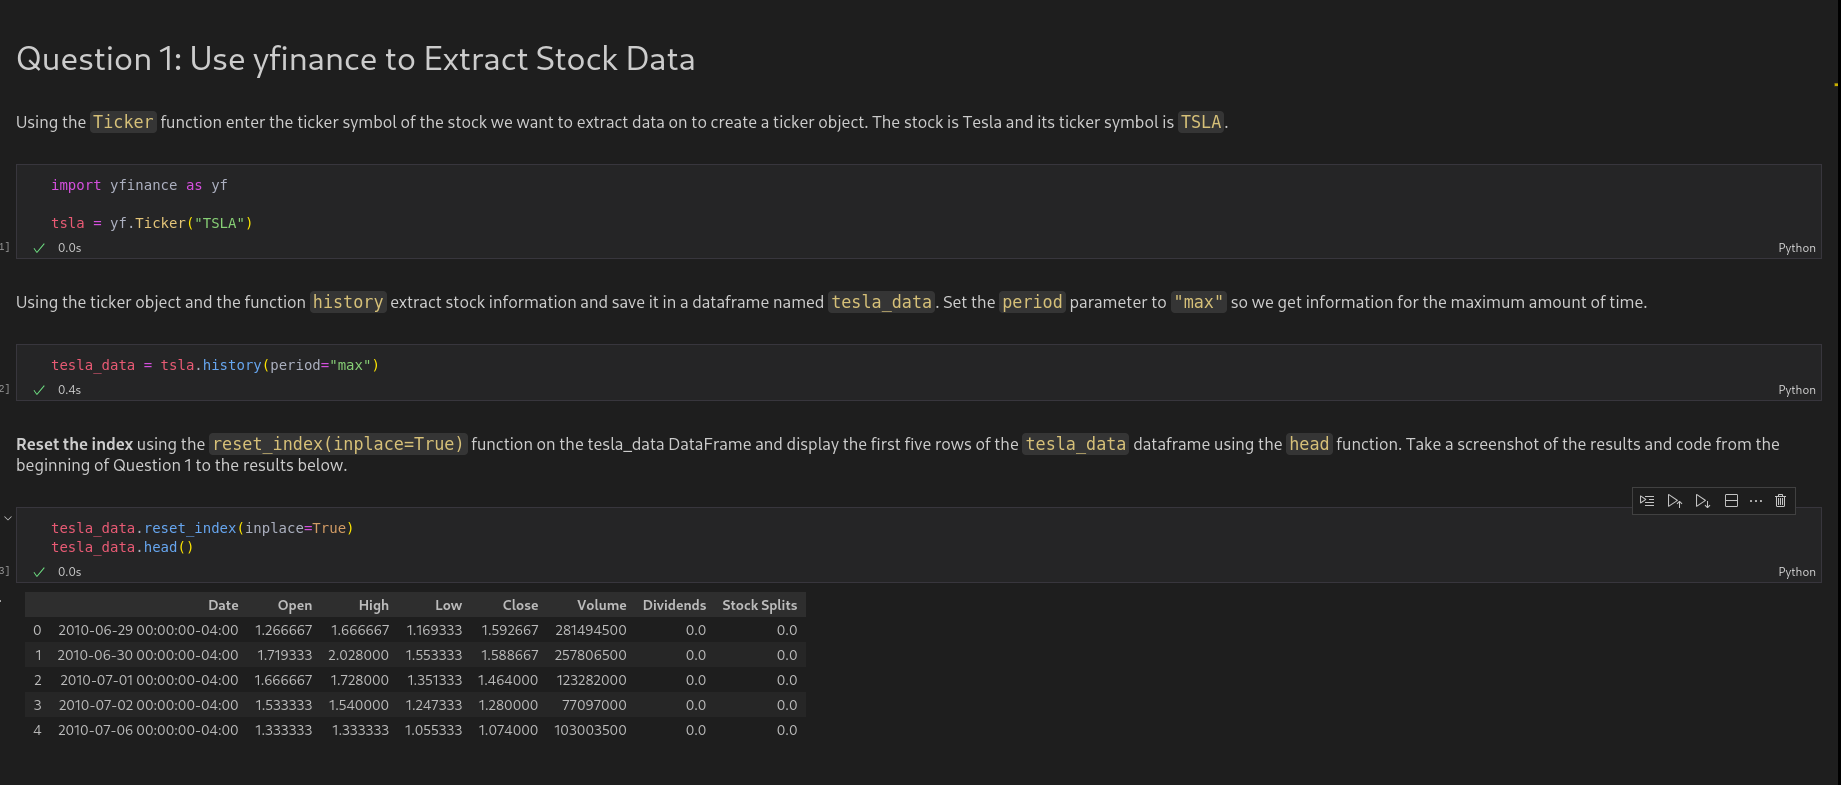 Question 1: Use yfinance to Extract Stock Data
Using the Ticker function enter the ticker symbol of the stock we want to extract data on to create a ticker object. The stock is Tesla and its ticker symbol is TSLA.
import yfinance as yf
tsla = yf.Ticker("TSLA")
1] ✓ 0.0s Python
Using the ticker object and the function history extract stock information and save it in a dataframe named tesla_data. Set the period parameter to "max" so we get information for the maximum amount of time.
tesla_data = tsla.history(period="max")
2] ✓ 0.4s Python
Reset the index using the reset_index(inplace=True) function on the tesla_data DataFrame and display the first five rows of the tesla_data dataframe using the head function. Take a screenshot of the results and code from the
beginning of Question 1 to the results below.
tesla_data.reset_index(inplace=True)
tesla_data.head()
3] ✓ 0.0s Python
Date Open High Low Close Volume Dividends Stock Splits
0 2010-06-29 00:00:00-04:00 1.266667 1.666667 1.169333 1.592667 281494500 0.0 0.0
1 2010-06-30 00:00:00-04:00 1.719333 2.028000 1.553333 1.588667 257806500 0.0 0.0
2 2010-07-01 00:00:00-04:00 1.666667 1.728000 1.351333 1.464000 123282000 0.0 0.0
3 2010-07-02 00:00:00-04:00 1.533333 1.540000 1.247333 1.280000 77097000 0.0 0.0
4 2010-07-06 00:00:00-04:00 1.333333 1.333333 1.055333 1.074000 103003500 0.0 0.0